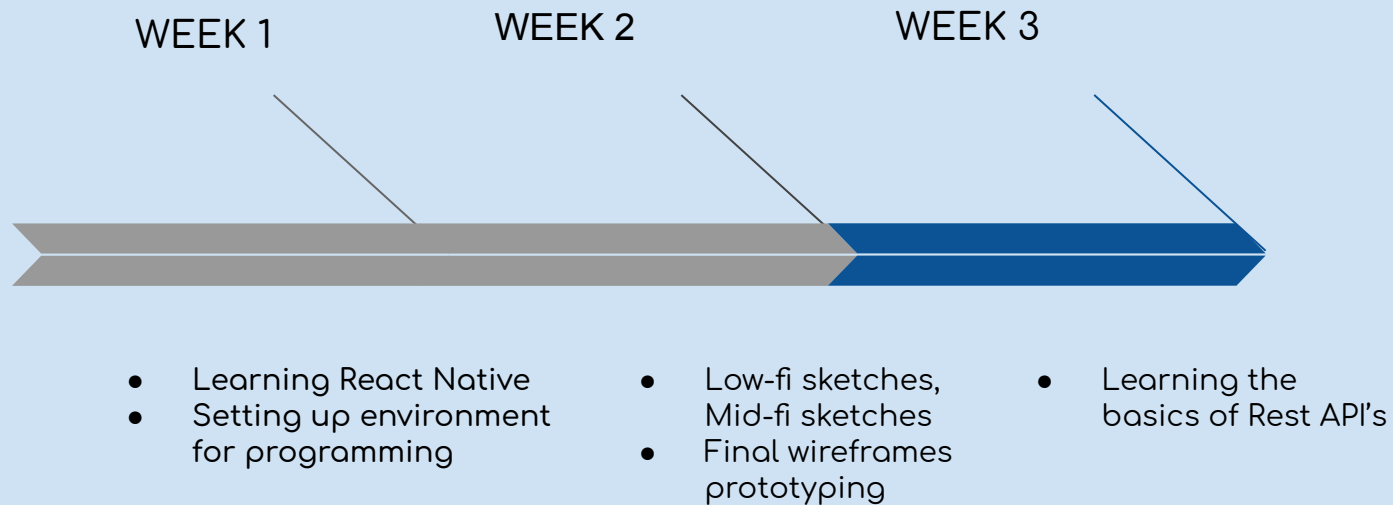 WEEK 1
WEEK 2
WEEK 3
● Learning React Native
● Setting up environment
for programming
● Low-fi sketches,
Mid-fi sketches
● Final wireframes
prototyping
● Learning the
basics of Rest API's